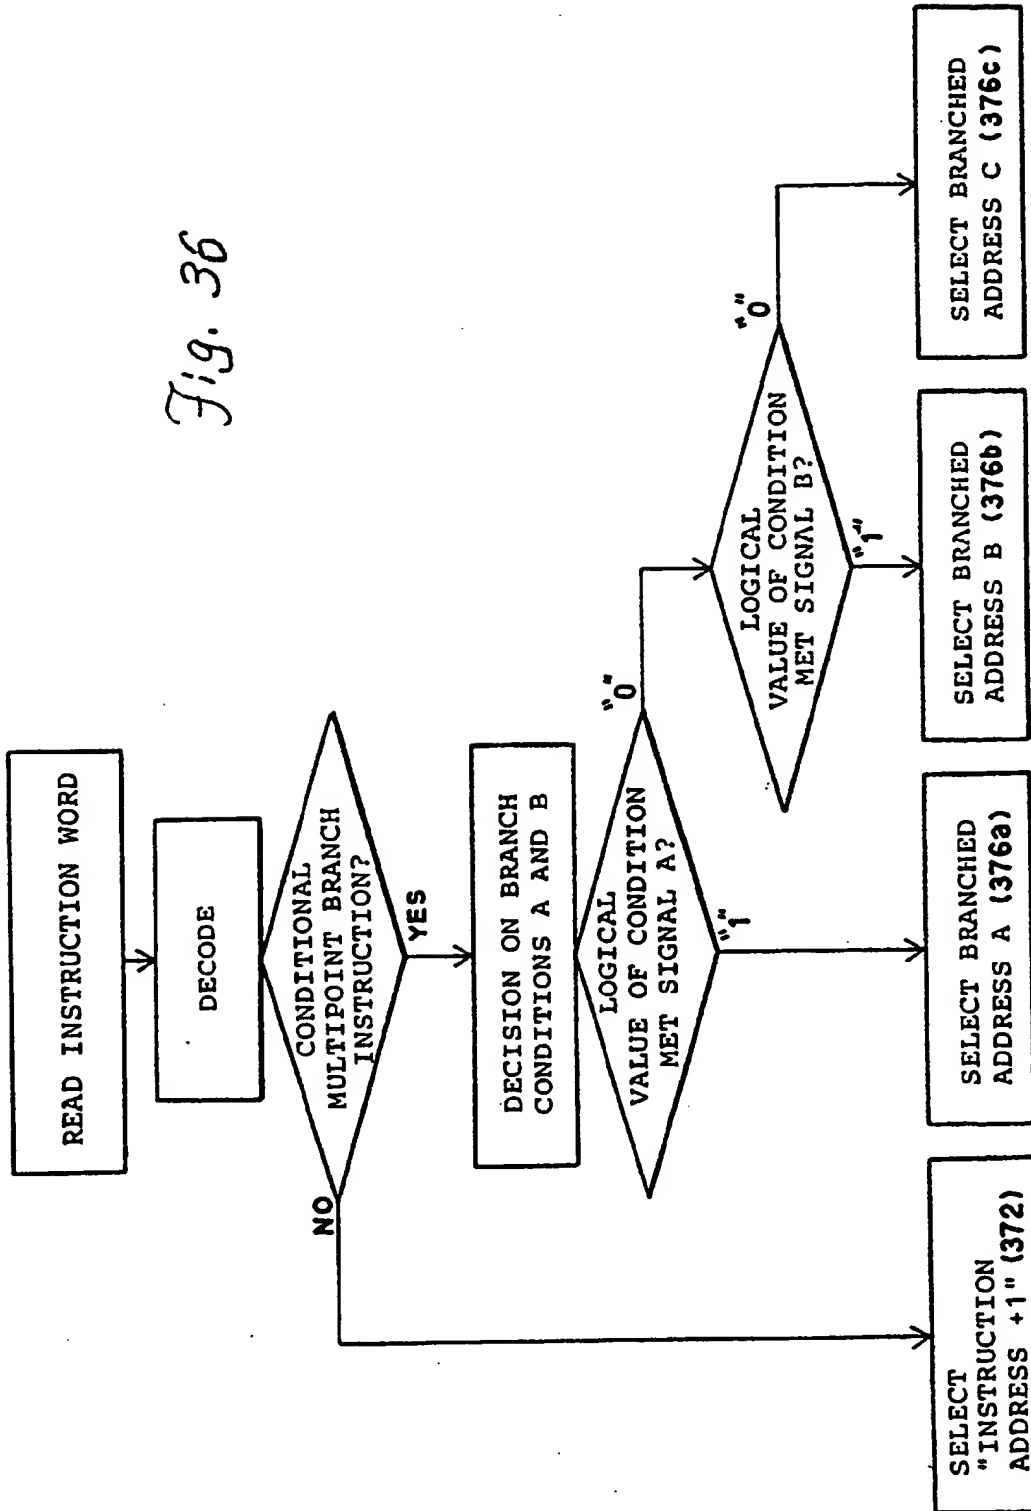 Fig. 36
READ INSTRUCTION WORD
DECODE
CONDITIONAL
MULTIPOINT BRANCH
INSTRUCTION?
NO
YES
DECISION ON BRANCH
CONDITIONS A AND B
LOGICAL
VALUE OF CONDITION
MET SIGNAL A?
"0"
"1"
LOGICAL
VALUE OF CONDITION
MET SIGNAL B?
"0"
"1"
SELECT
"INSTRUCTION
ADDRESS +1" (372)
SELECT BRANCHED
ADDRESS A (376a)
SELECT BRANCHED
ADDRESS B (376b)
SELECT BRANCHED
ADDRESS C (376c)